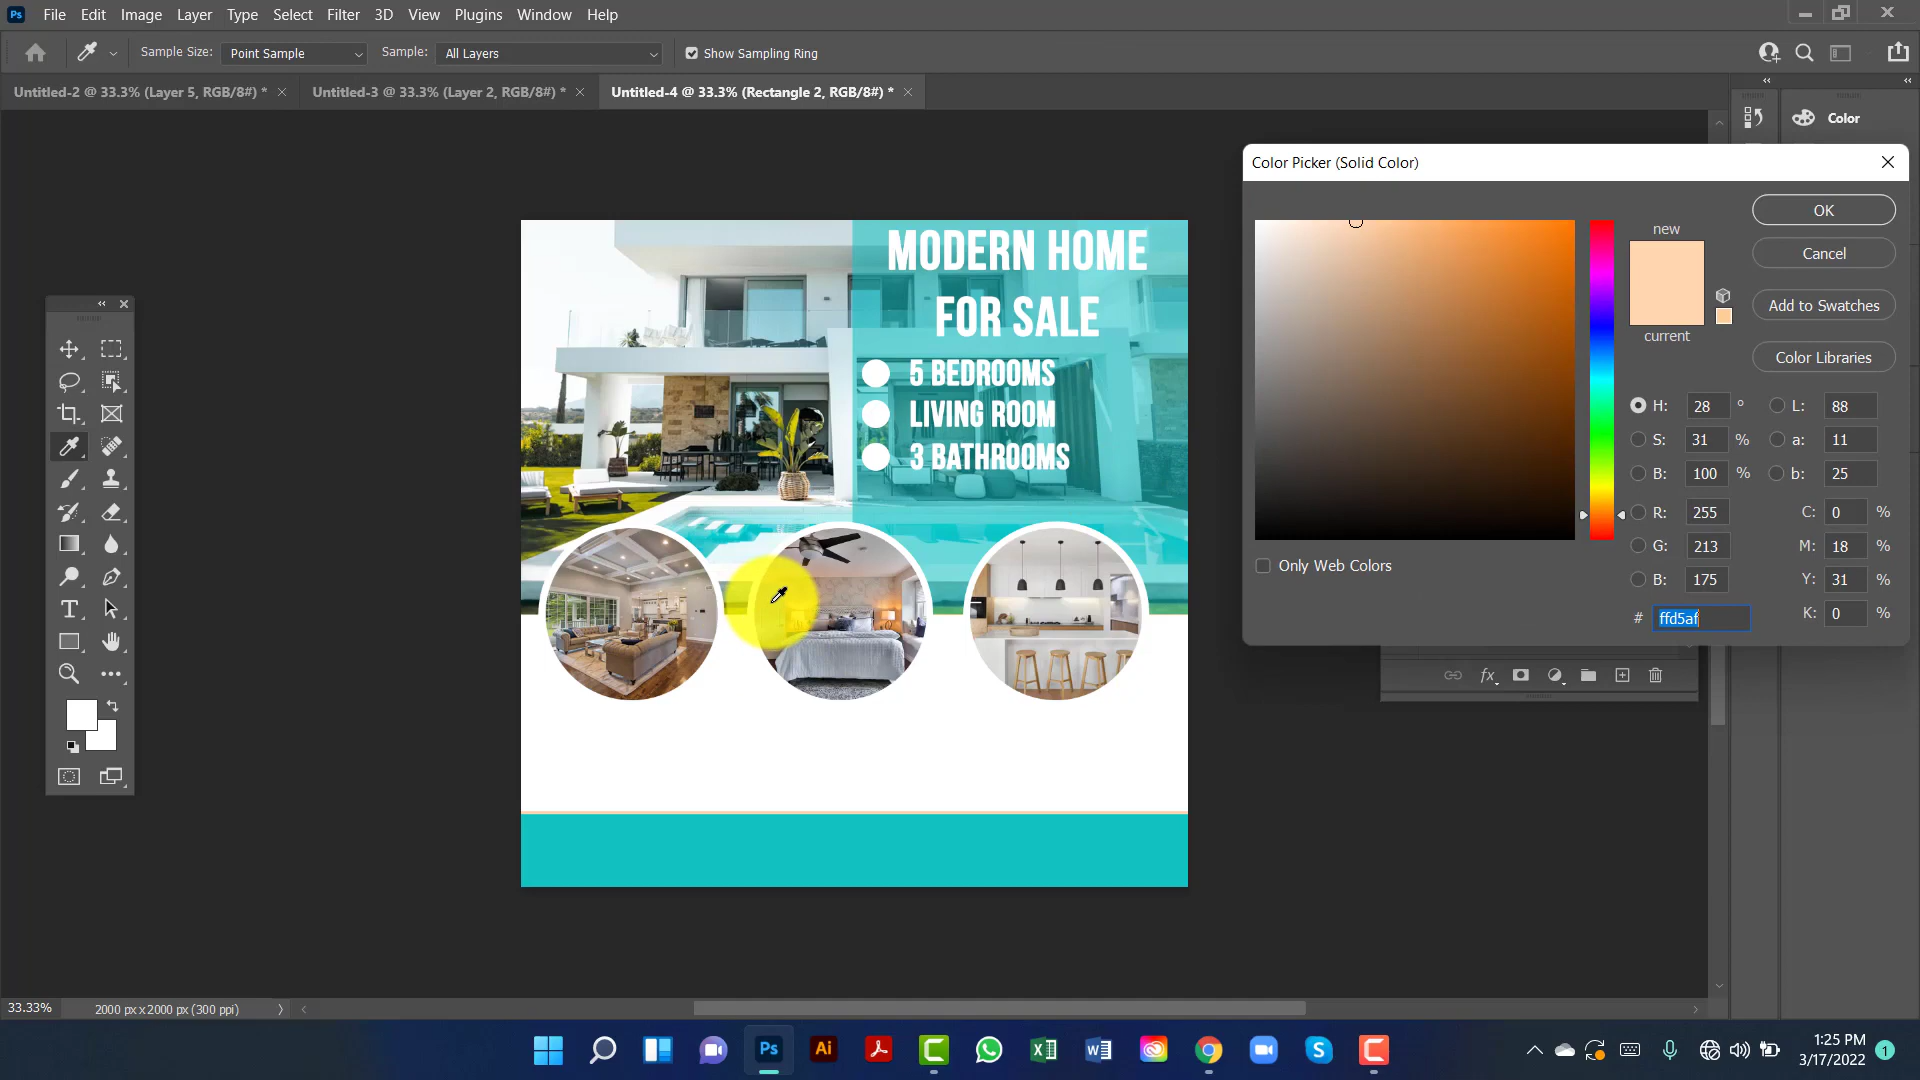 Ps File Edit Image Layer Type Select Filter 3D View Plugins Window Help
Sample Size: Point Sample Sample: All Layers Show Sampling Ring
Untitled-2 @ 33.3% (Layer 5, RGB/8#) * Untitled-3 @ 33.3% (Layer 2, RGB/8#) * Untitled-4 @ 33.3% (Rectangle 2, RGB/8#) *
Color
Color Picker (Solid Color)
new
current
OK
Cancel
Add to Swatches
Color Libraries
H: 28 ° L: 88
S: 31 % a: 11
B: 100 % b: 25
R: 255 C: 0 %
G: 213 M: 18 %
B: 175 Y: 31 %
# ffd5af K: 0 %
Only Web Colors
MODERN HOME
FOR SALE
5 BEDROOMS
LIVING ROOM
3 BATHROOMS
fx
33.33% 2000 px x 2000 px (300 ppi)
Ps Ai
1:25 PM
3/17/2022
1